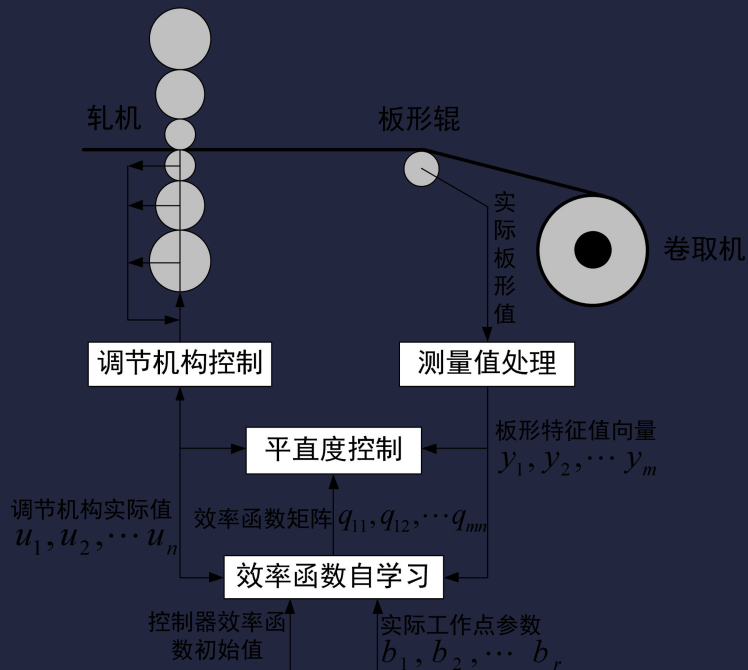 轧机
板形辊
卷取机
实际板形值
调节机构控制
测量值处理
平直度控制
板形特征值向量
y₁, y₂, ⋯ yₘ
调节机构实际值
u₁, u₂, ⋯ uₙ
效率函数矩阵 q₁₁, q₁₂, ⋯ qₘₙ
效率函数自学习
控制器效率函
数初始值
实际工作点参数
b₁, b₂, ⋯ bᵣ